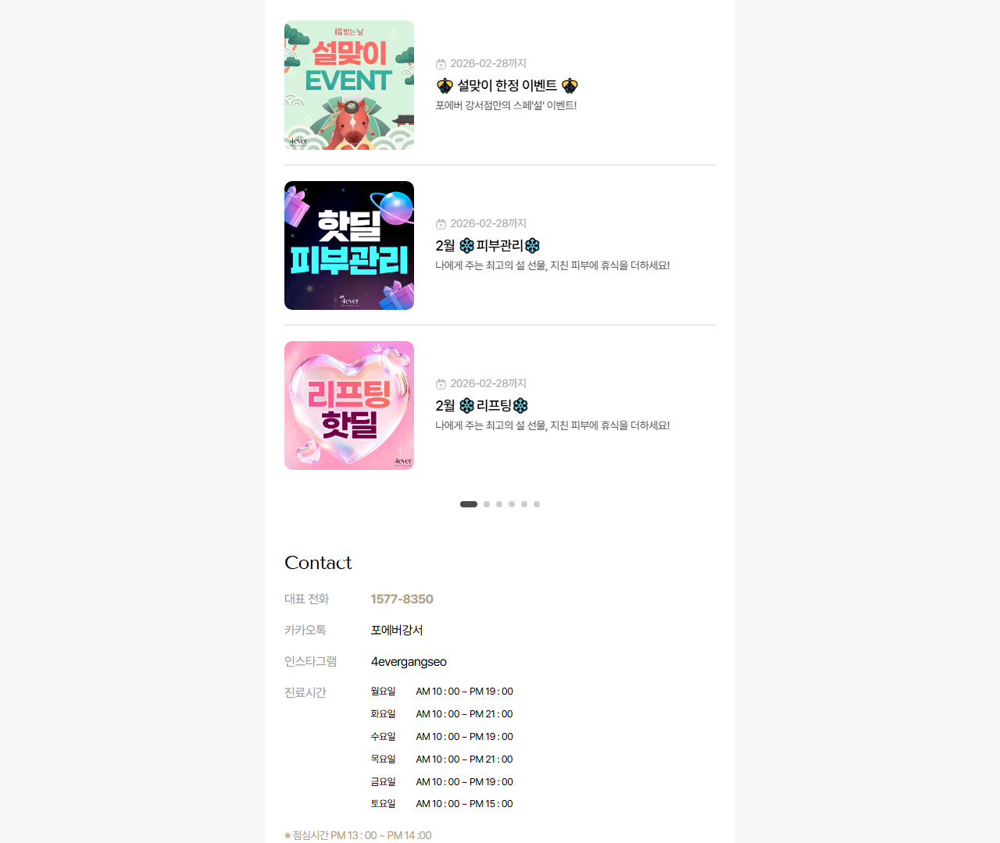 福 받는 날
설맞이
EVENT
4ever
2026-02-28까지
설맞이 한정 이벤트
포에버 강서점만의 스페'설' 이벤트!
핫딜
피부관리
4ever
2026-02-28까지
2월 ❄피부관리❄
나에게 주는 최고의 설 선물, 지친 피부에 휴식을 더하세요!
리프팅
핫딜
4ever
2026-02-28까지
2월 ❄리프팅❄
나에게 주는 최고의 설 선물, 지친 피부에 휴식을 더하세요!
Contact
대표 전화 1577-8350
카카오톡 포에버강서
인스타그램 4evergangseo
진료시간 월요일 AM 10 : 00 ~ PM 19 : 00
화요일 AM 10 : 00 ~ PM 21 : 00
수요일 AM 10 : 00 ~ PM 19 : 00
목요일 AM 10 : 00 ~ PM 21 : 00
금요일 AM 10 : 00 ~ PM 19 : 00
토요일 AM 10 : 00 ~ PM 15 : 00
※ 점심시간 PM 13 : 00 ~ PM 14 :00